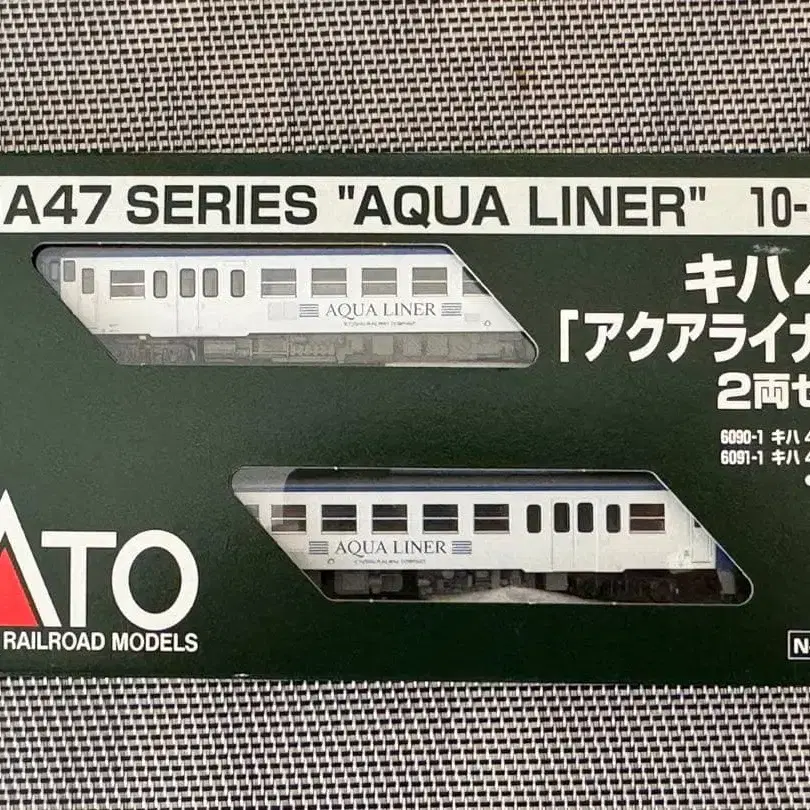 A47 SERIES "AQUA LINER" 10-
キハ4
「アクアライナ
2両セ
6090-1 キハ 4
6091-1 キハ 4
AQUA LINER
AQUA LINER
ATO
RAILROAD MODELS
N